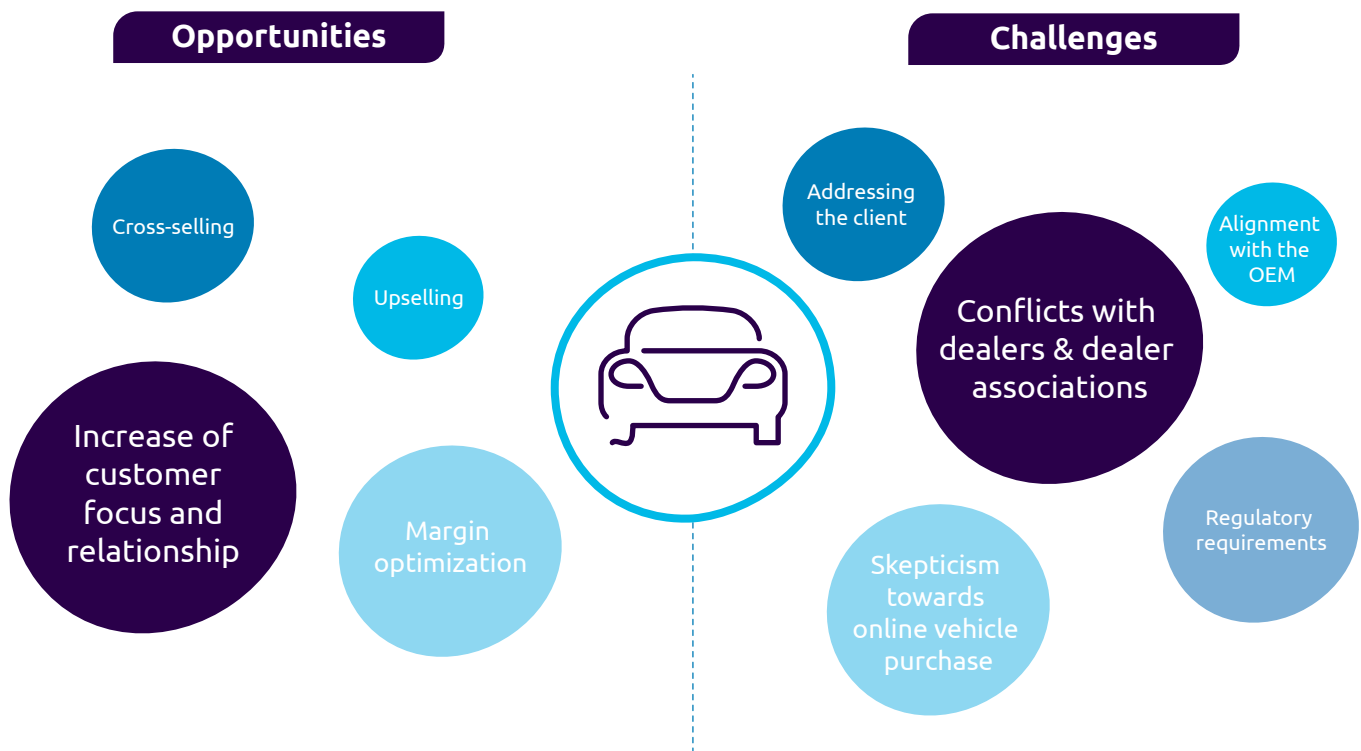 Opportunities
Cross-selling
Upselling
Increase of
customer
focus and
relationship
Margin
optimization
Challenges
Addressing
the client
Alignment
with the
OEM
Conflicts with
dealers & dealer
associations
Regulatory
requirements
Skepticism
towards
online vehicle
purchase